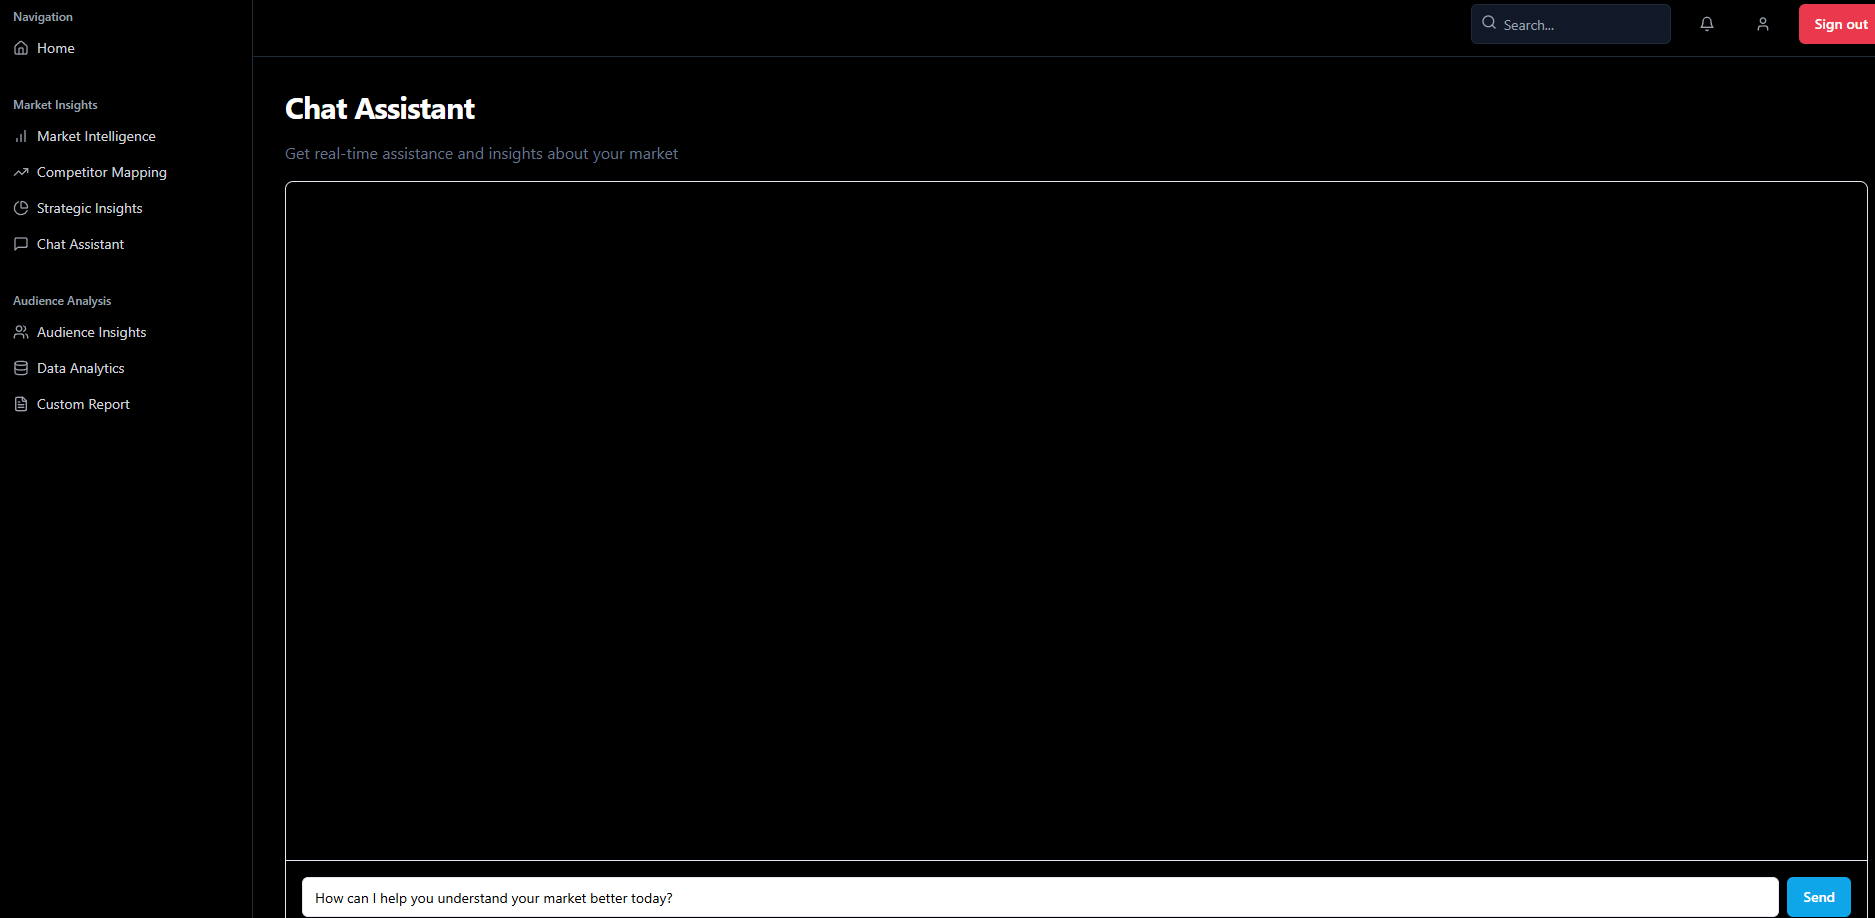 Navigation
Home
Market Insights
Market Intelligence
Competitor Mapping
Strategic Insights
Chat Assistant
Audience Analysis
Audience Insights
Data Analytics
Custom Report
Search...
Sign out
Chat Assistant
Get real-time assistance and insights about your market
How can I help you understand your market better today?
Send